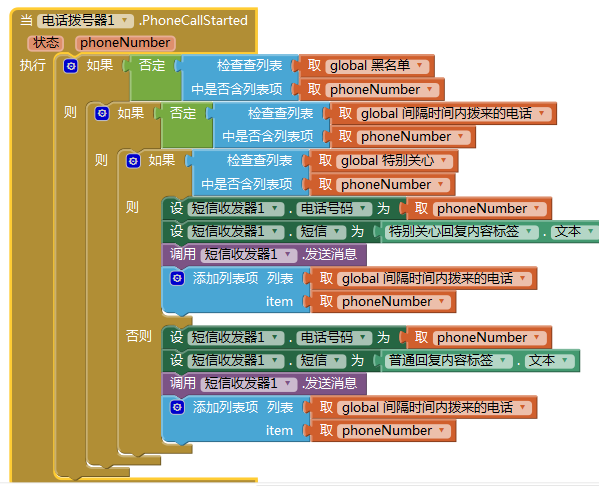 当 电话拨号器1 .PhoneCallStarted
状态 phoneNumber
执行 如果 否定 检查查列表 取 global 黑名单
中是否含列表项 取 phoneNumber
则 如果 否定 检查查列表 取 global 间隔时间内拨来的电话
中是否含列表项 取 phoneNumber
则 如果 检查查列表 取 global 特别关心
中是否含列表项 取 phoneNumber
则 设 短信收发器1 . 电话号码 为 取 phoneNumber
设 短信收发器1 . 短信 为 特别关心回复内容标签 . 文本
调用 短信收发器1 .发送消息
添加列表项 列表 取 global 间隔时间内拨来的电话
item 取 phoneNumber
否则 设 短信收发器1 . 电话号码 为 取 phoneNumber
设 短信收发器1 . 短信 为 普通回复内容标签 . 文本
调用 短信收发器1 .发送消息
添加列表项 列表 取 global 间隔时间内拨来的电话
item 取 phoneNumber